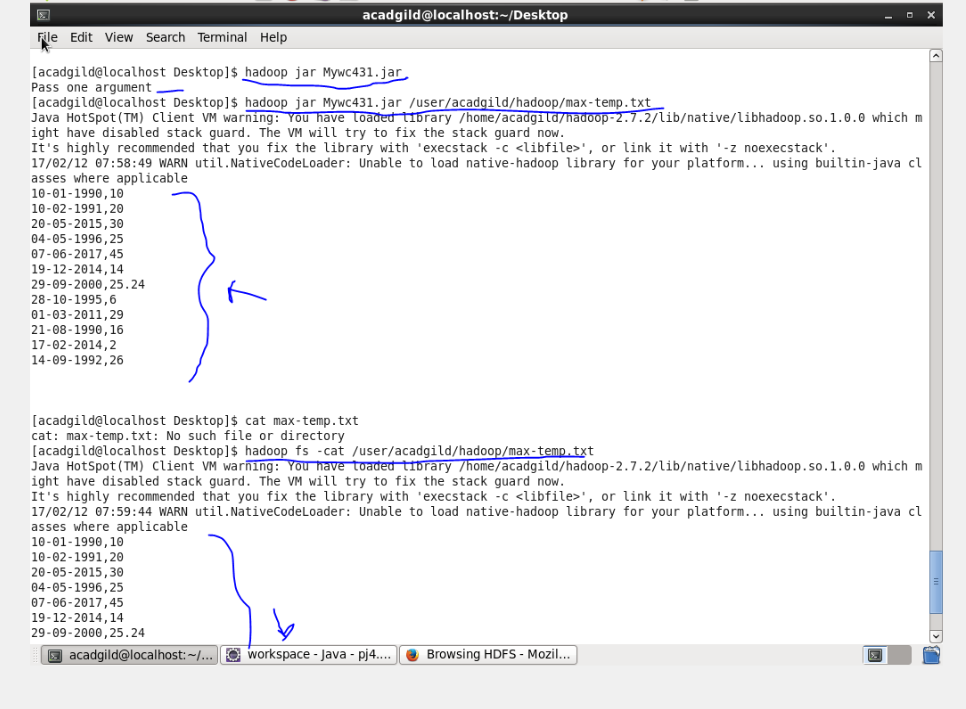 acadgild@localhost:~/Desktop
File Edit View Search Terminal Help
[acadgild@localhost Desktop]$ hadoop jar Mywc431.jar
Pass one argument
[acadgild@localhost Desktop]$ hadoop jar Mywc431.jar /user/acadgild/hadoop/max-temp.txt
Java HotSpot(TM) Client VM warning: You have loaded library /home/acadgild/hadoop-2.7.2/lib/native/libhadoop.so.1.0.0 which m
ight have disabled stack guard. The VM will try to fix the stack guard now.
It's highly recommended that you fix the library with 'execstack -c <libfile>', or link it with '-z noexecstack'.
17/02/12 07:58:49 WARN util.NativeCodeLoader: Unable to load native-hadoop library for your platform... using builtin-java cl
asses where applicable
10-01-1990,10
10-02-1991,20
20-05-2015,30
04-05-1996,25
07-06-2017,45
19-12-2014,14
29-09-2000,25.24
28-10-1995,6
01-03-2011,29
21-08-1990,16
17-02-2014,2
14-09-1992,26
[acadgild@localhost Desktop]$ cat max-temp.txt
cat: max-temp.txt: No such file or directory
[acadgild@localhost Desktop]$ hadoop fs -cat /user/acadgild/hadoop/max-temp.txt
Java HotSpot(TM) Client VM warning: You have loaded library /home/acadgild/hadoop-2.7.2/lib/native/libhadoop.so.1.0.0 which m
ight have disabled stack guard. The VM will try to fix the stack guard now.
It's highly recommended that you fix the library with 'execstack -c <libfile>', or link it with '-z noexecstack'.
17/02/12 07:59:44 WARN util.NativeCodeLoader: Unable to load native-hadoop library for your platform... using builtin-java cl
asses where applicable
10-01-1990,10
10-02-1991,20
20-05-2015,30
04-05-1996,25
07-06-2017,45
19-12-2014,14
29-09-2000,25.24
acadgild@localhost:~/... workspace - Java - pj4.... Browsing HDFS - Mozil...